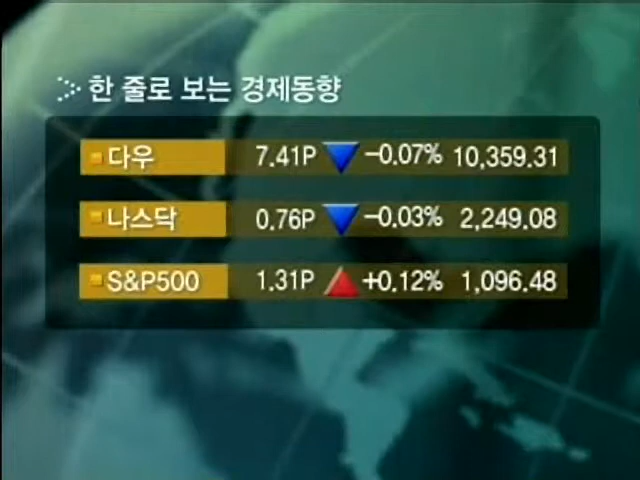 한 줄로 보는 경제동향
다우 7.41P ▼ -0.07% 10,359.31
나스닥 0.76P ▼ -0.03% 2,249.08
S&P500 1.31P ▲ +0.12% 1,096.48